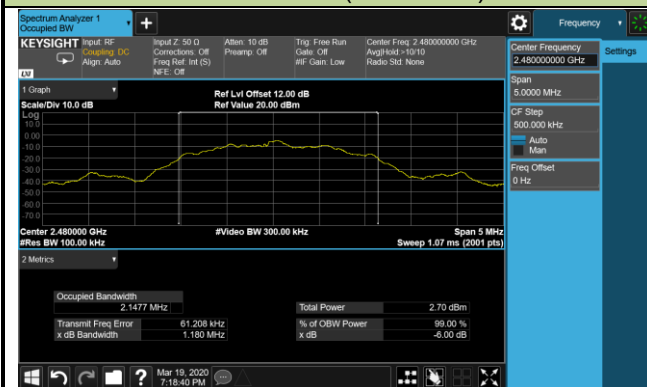 Spectrum Analyzer 1
Occupied BW
+
Frequency
KEYSIGHT
Input: RF
Coupling: DC
Align: Auto
Input Z: 50 Ω
Corrections: Off
Freq Ref: Int (S)
NFE: Off
Atten: 10 dB
Preamp: Off
Trig: Free Run
Gate: Off
#IF Gain: Low
Center Freq: 2.480000000 GHz
Avg|Hold:>10/10
Radio Std: None
LXI
Center Frequency
2.480000000 GHz
Settings
Span
5.0000 MHz
CF Step
500.000 kHz
Auto
Man
Freq Offset
0 Hz
1 Graph
Scale/Div 10.0 dB
Ref Lvl Offset 12.00 dB
Ref Value 20.00 dBm
Log
10.0
0.00
-10.0
-20.0
-30.0
-40.0
-50.0
-60.0
-70.0
Center 2.480000 GHz
#Res BW 100.00 kHz
#Video BW 300.00 kHz
Span 5 MHz
Sweep 1.07 ms (2001 pts)
2 Metrics
Occupied Bandwidth
2.1477 MHz
Total Power 2.70 dBm
Transmit Freq Error 61.208 kHz
% of OBW Power 99.00 %
x dB Bandwidth 1.180 MHz
x dB -6.00 dB
?
Mar 19, 2020
7:18:40 PM